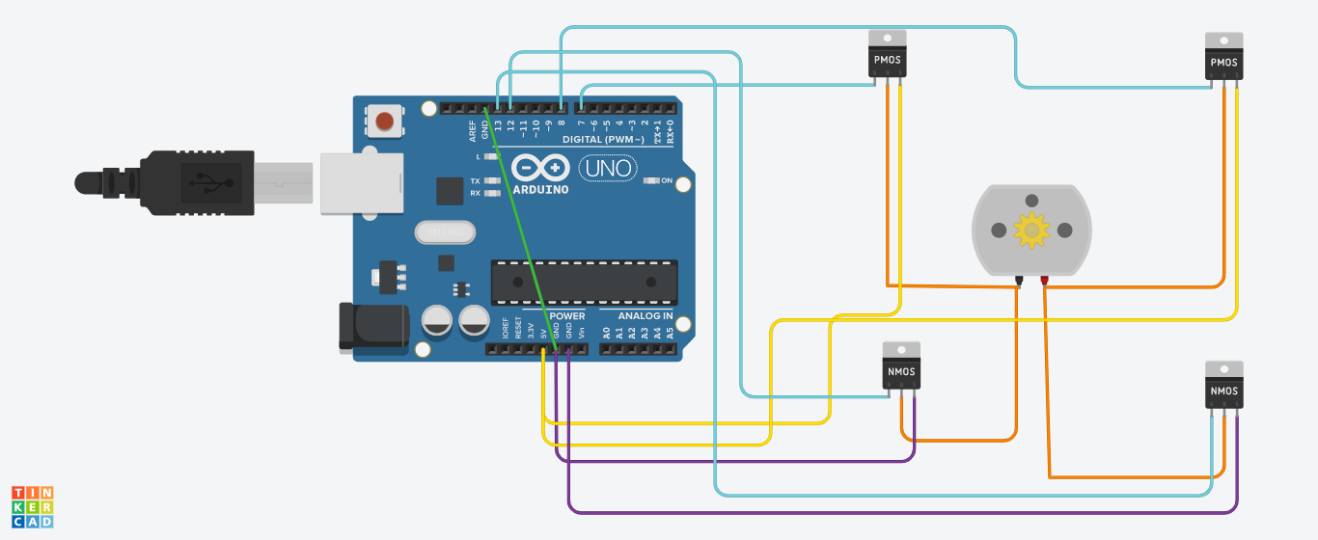 PMOS
PMOS
AREF
GND
13
12
~11
~10
~9
8
7
~6
~5
4
~3
2
TX→1
RX←0
DIGITAL (PWM~)
L
TX
RX
UNO
ON
ARDUINO
POWER
ANALOG IN
IOREF
RESET
3.3V
5V
GND
GND
Vin
A0
A1
A2
A3
A4
A5
NMOS
NMOS
TIN
KER
CAD